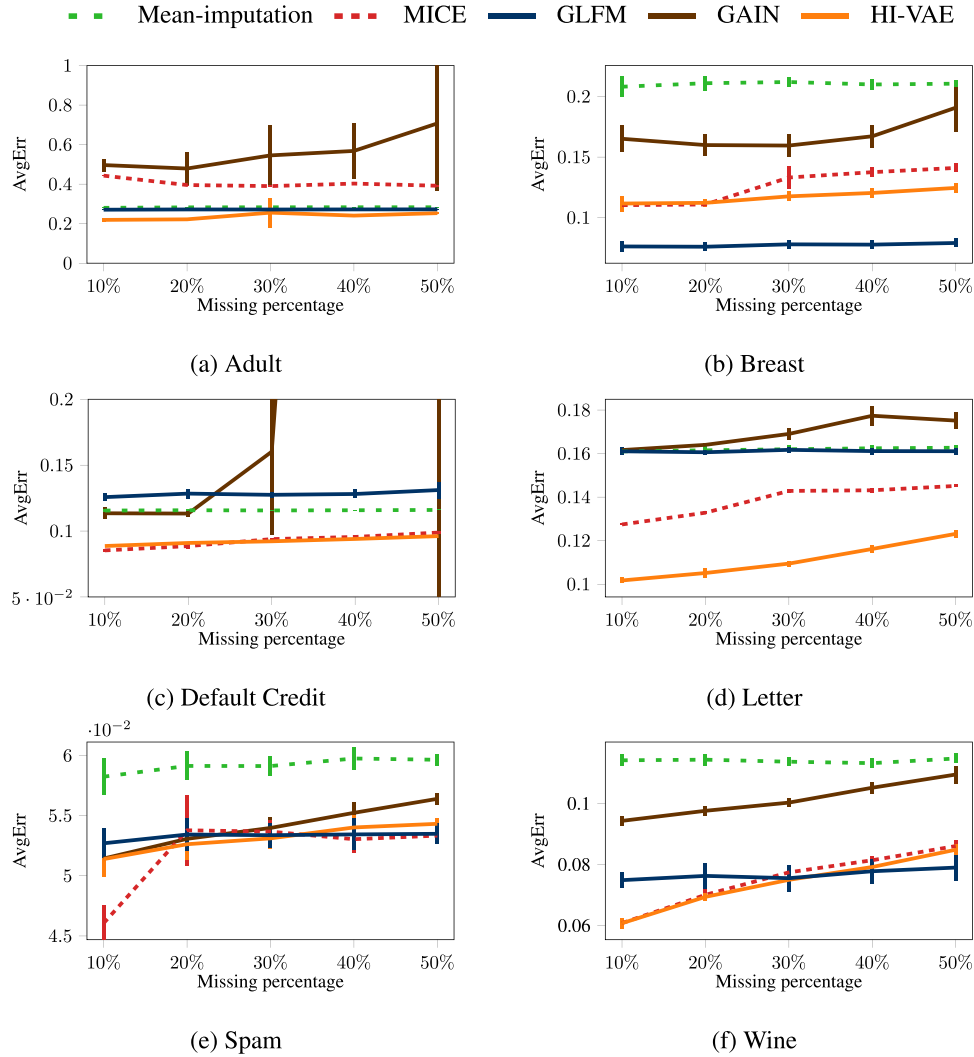 Mean-imputation MICE GLFM GAIN HI-VAE
1
0.8
0.6
0.4
0.2
0
AvgErr
10% 20% 30% 40% 50%
Missing percentage
(a) Adult
0.2
0.15
0.1
AvgErr
10% 20% 30% 40% 50%
Missing percentage
(b) Breast
0.2
0.15
0.1
5 · 10⁻²
AvgErr
10% 20% 30% 40% 50%
Missing percentage
(c) Default Credit
0.18
0.16
0.14
0.12
0.1
AvgErr
10% 20% 30% 40% 50%
Missing percentage
(d) Letter
·10⁻²
6
5.5
5
4.5
AvgErr
10% 20% 30% 40% 50%
Missing percentage
(e) Spam
0.1
0.08
0.06
AvgErr
10% 20% 30% 40% 50%
Missing percentage
(f) Wine